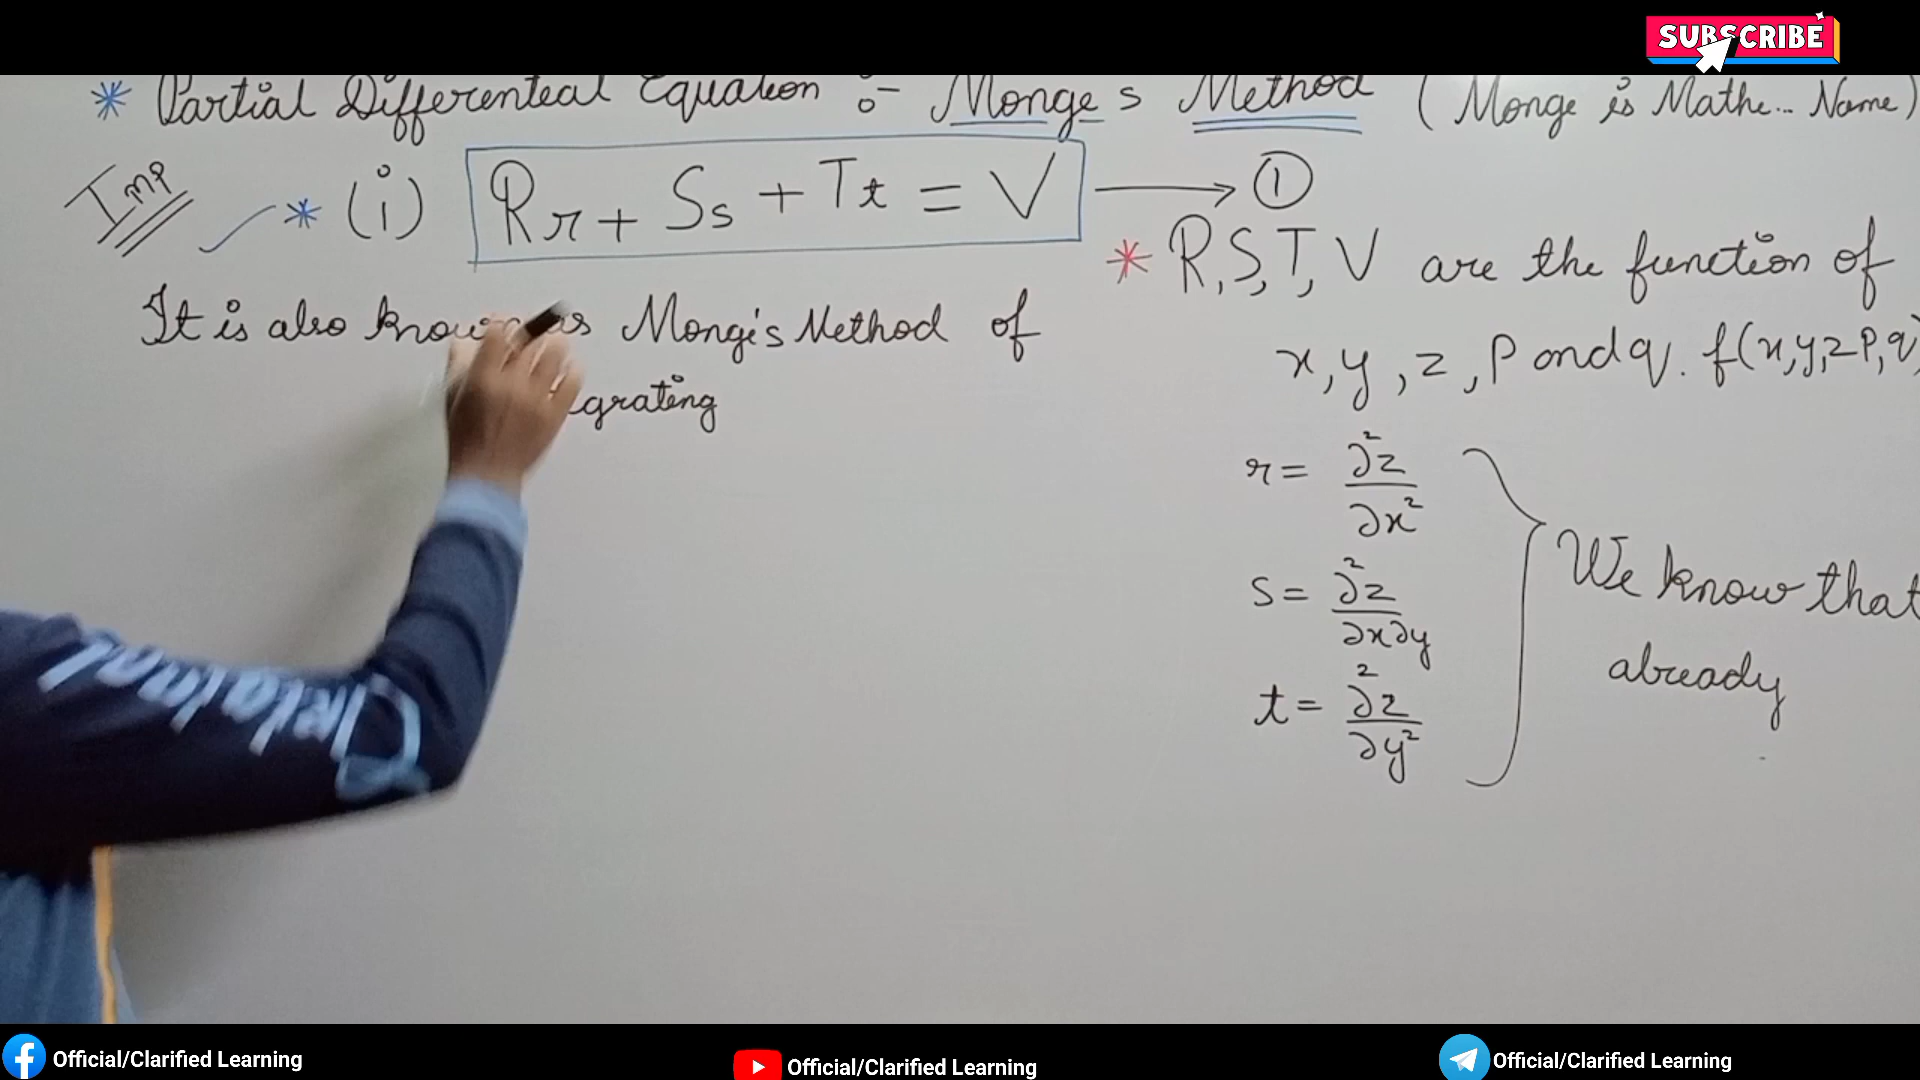 SUBSCRIBE
* Partial Differential Equation :- Monge's Method ( Monge is Mathe... Name )
Imp * (i) Rr + Ss + Tt = V → ①
* R, S, T, V are the function of
x, y, z, p and q. f(x,y,z p,q)
It is also known as Monge's Method of
grating
r = ∂²z/∂x²
s = ∂²z/∂x∂y
t = ∂²z/∂y²
We know that
already
Original
Official/Clarified Learning
Official/Clarified Learning
Official/Clarified Learning